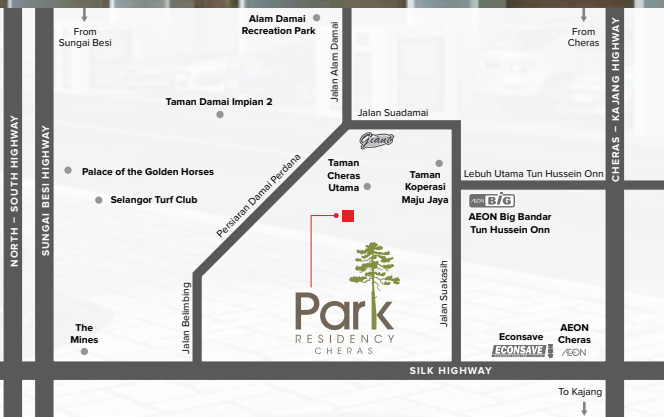 From
Sungai Besi
Alam Damai
Recreation Park
Jalan Alam Damai
From
Cheras
CHERAS – KAJANG HIGHWAY
NORTH – SOUTH HIGHWAY
SUNGAI BESI HIGHWAY
Taman Damai Impian 2
Jalan Suadamai
Giant
Persiaran Damai Perdana
Palace of the Golden Horses
Selangor Turf Club
Taman
Cheras
Utama
Taman
Koperasi
Maju Jaya
Lebuh Utama Tun Hussein Onn
AEON BiG
AEON Big Bandar
Tun Hussein Onn
Jalan Belimbing
Park
RESIDENCY
CHERAS
Jalan Suakasih
The
Mines
Econsave
ECONSAVE
AEON
Cheras
AEON
SILK HIGHWAY
To Kajang